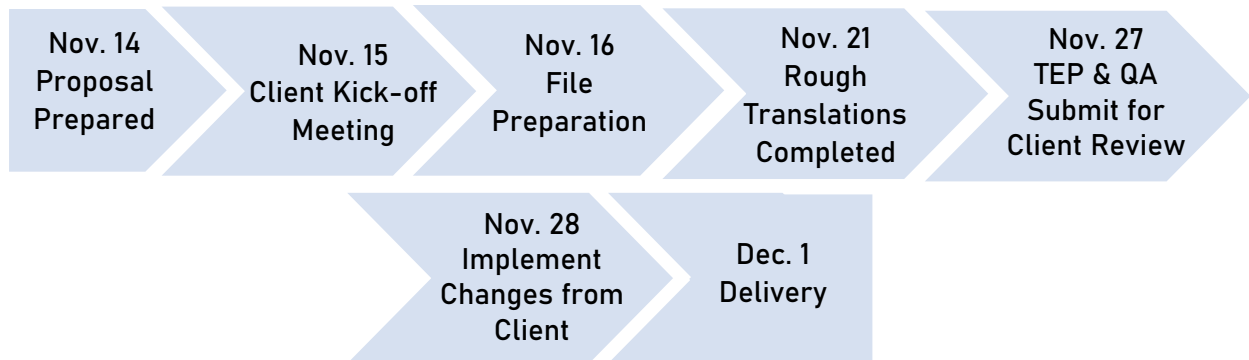 Nov. 14
Proposal
Prepared
Nov. 15
Client Kick-off
Meeting
Nov. 16
File
Preparation
Nov. 21
Rough
Translations
Completed
Nov. 27
TEP & QA
Submit for
Client Review
Nov. 28
Implement
Changes from
Client
Dec. 1
Delivery